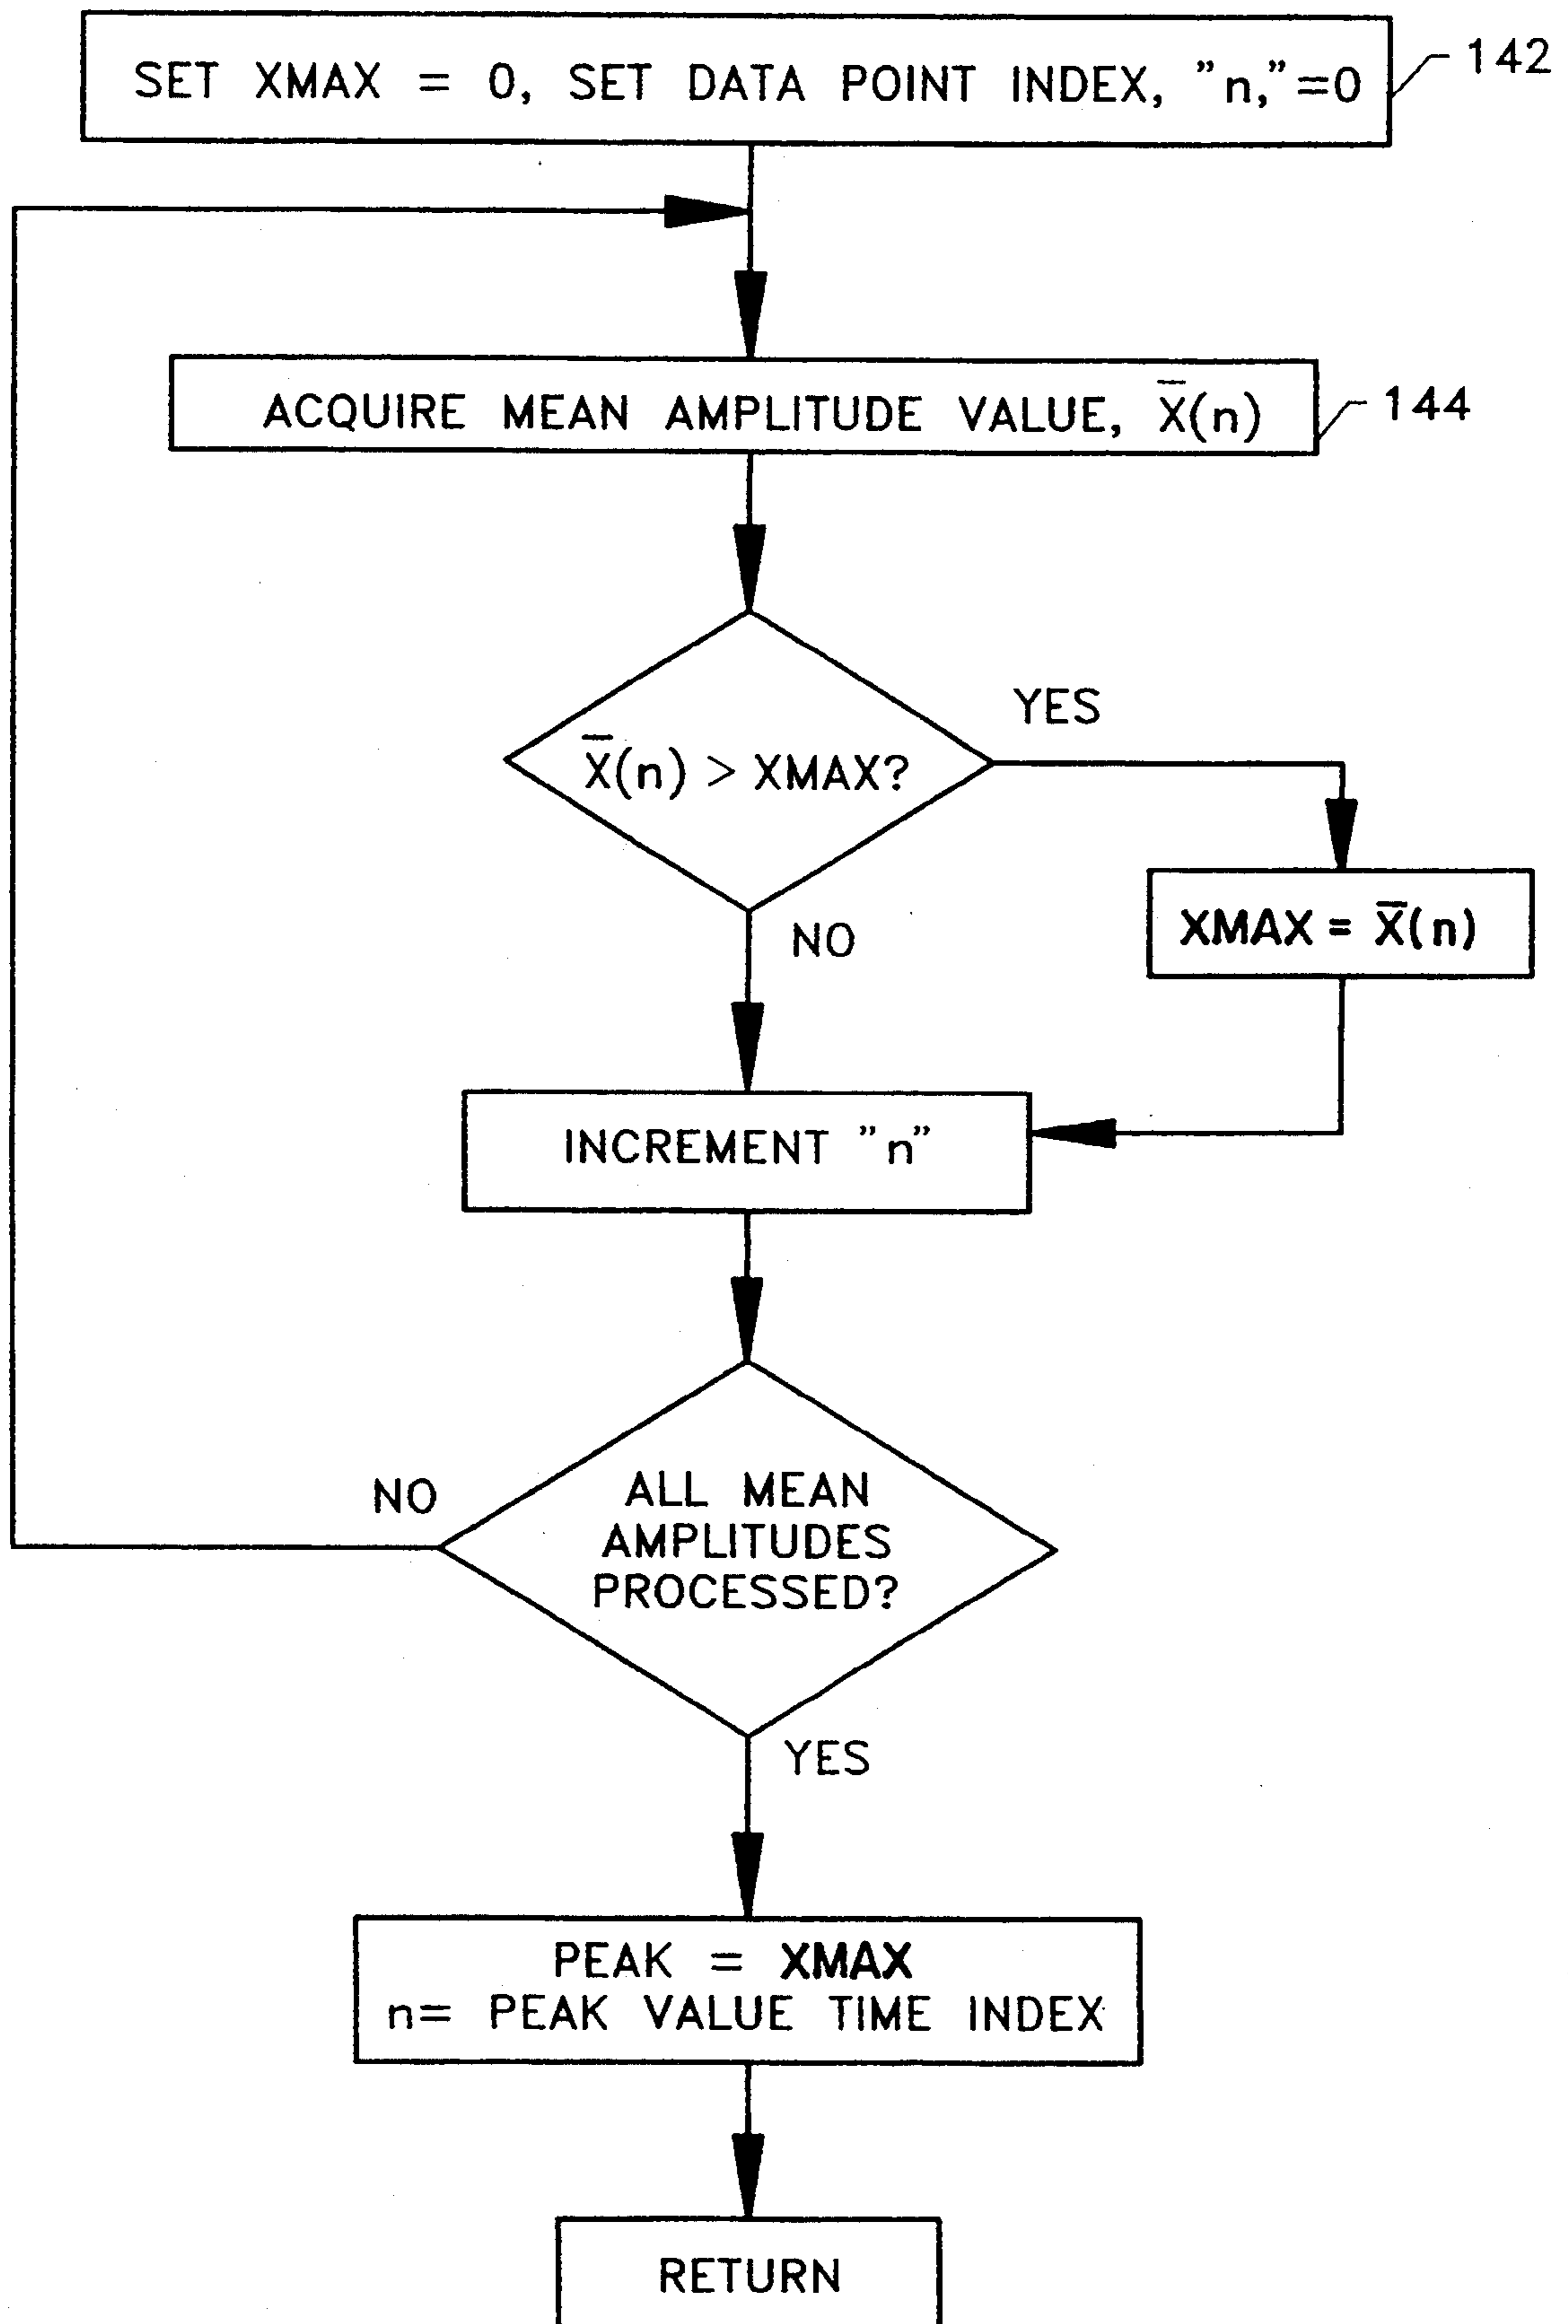 SET XMAX = 0, SET DATA POINT INDEX, "n,"=0
142
ACQUIRE MEAN AMPLITUDE VALUE, X̅(n)
144
X̅(n) > XMAX?
YES
XMAX = X̅(n)
NO
INCREMENT "n"
NO
ALL MEAN
AMPLITUDES
PROCESSED?
YES
PEAK = XMAX
n= PEAK VALUE TIME INDEX
RETURN